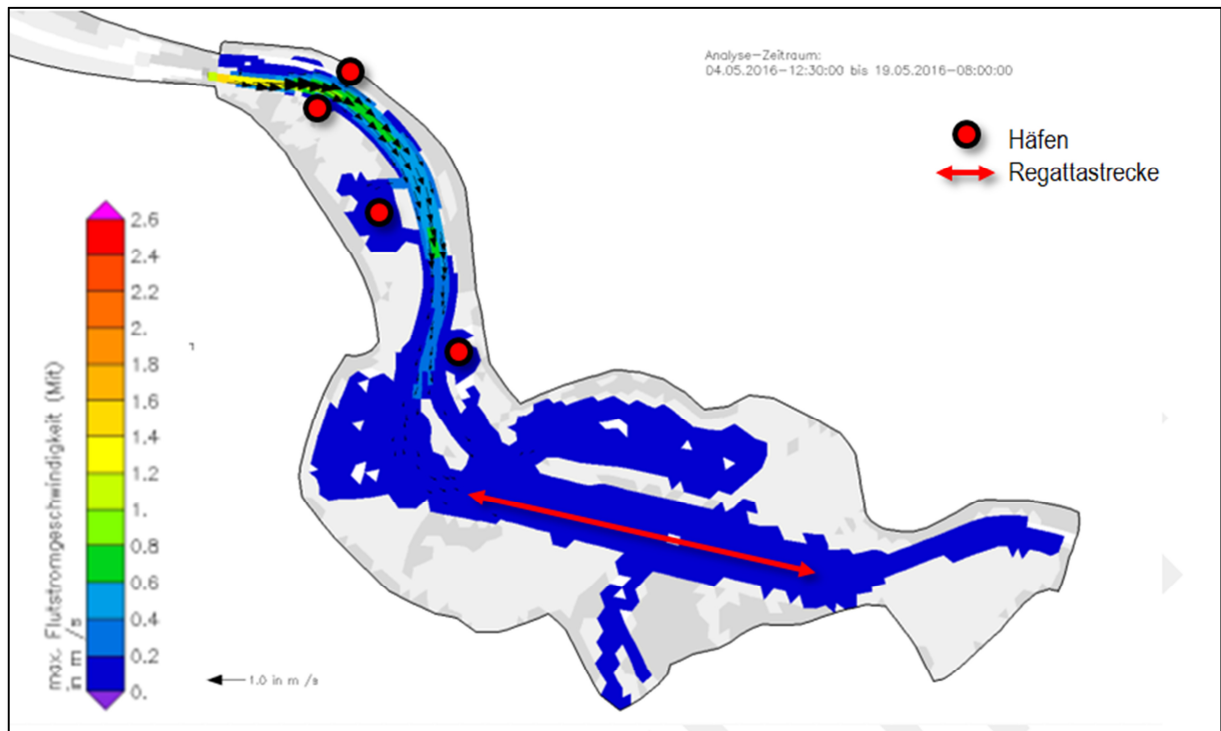 Analyse-Zeitraum:
04.05.2016-12:30:00 bis 19.05.2016-08:00:00
Häfen
Regattastrecke
max. Flutstromgeschwindigkeit (Mit)
in m /s
2.6
2.4
2.2
2.
1.8
1.6
1.4
1.2
1.
0.8
0.6
0.4
0.2
0.
1.0 in m /s